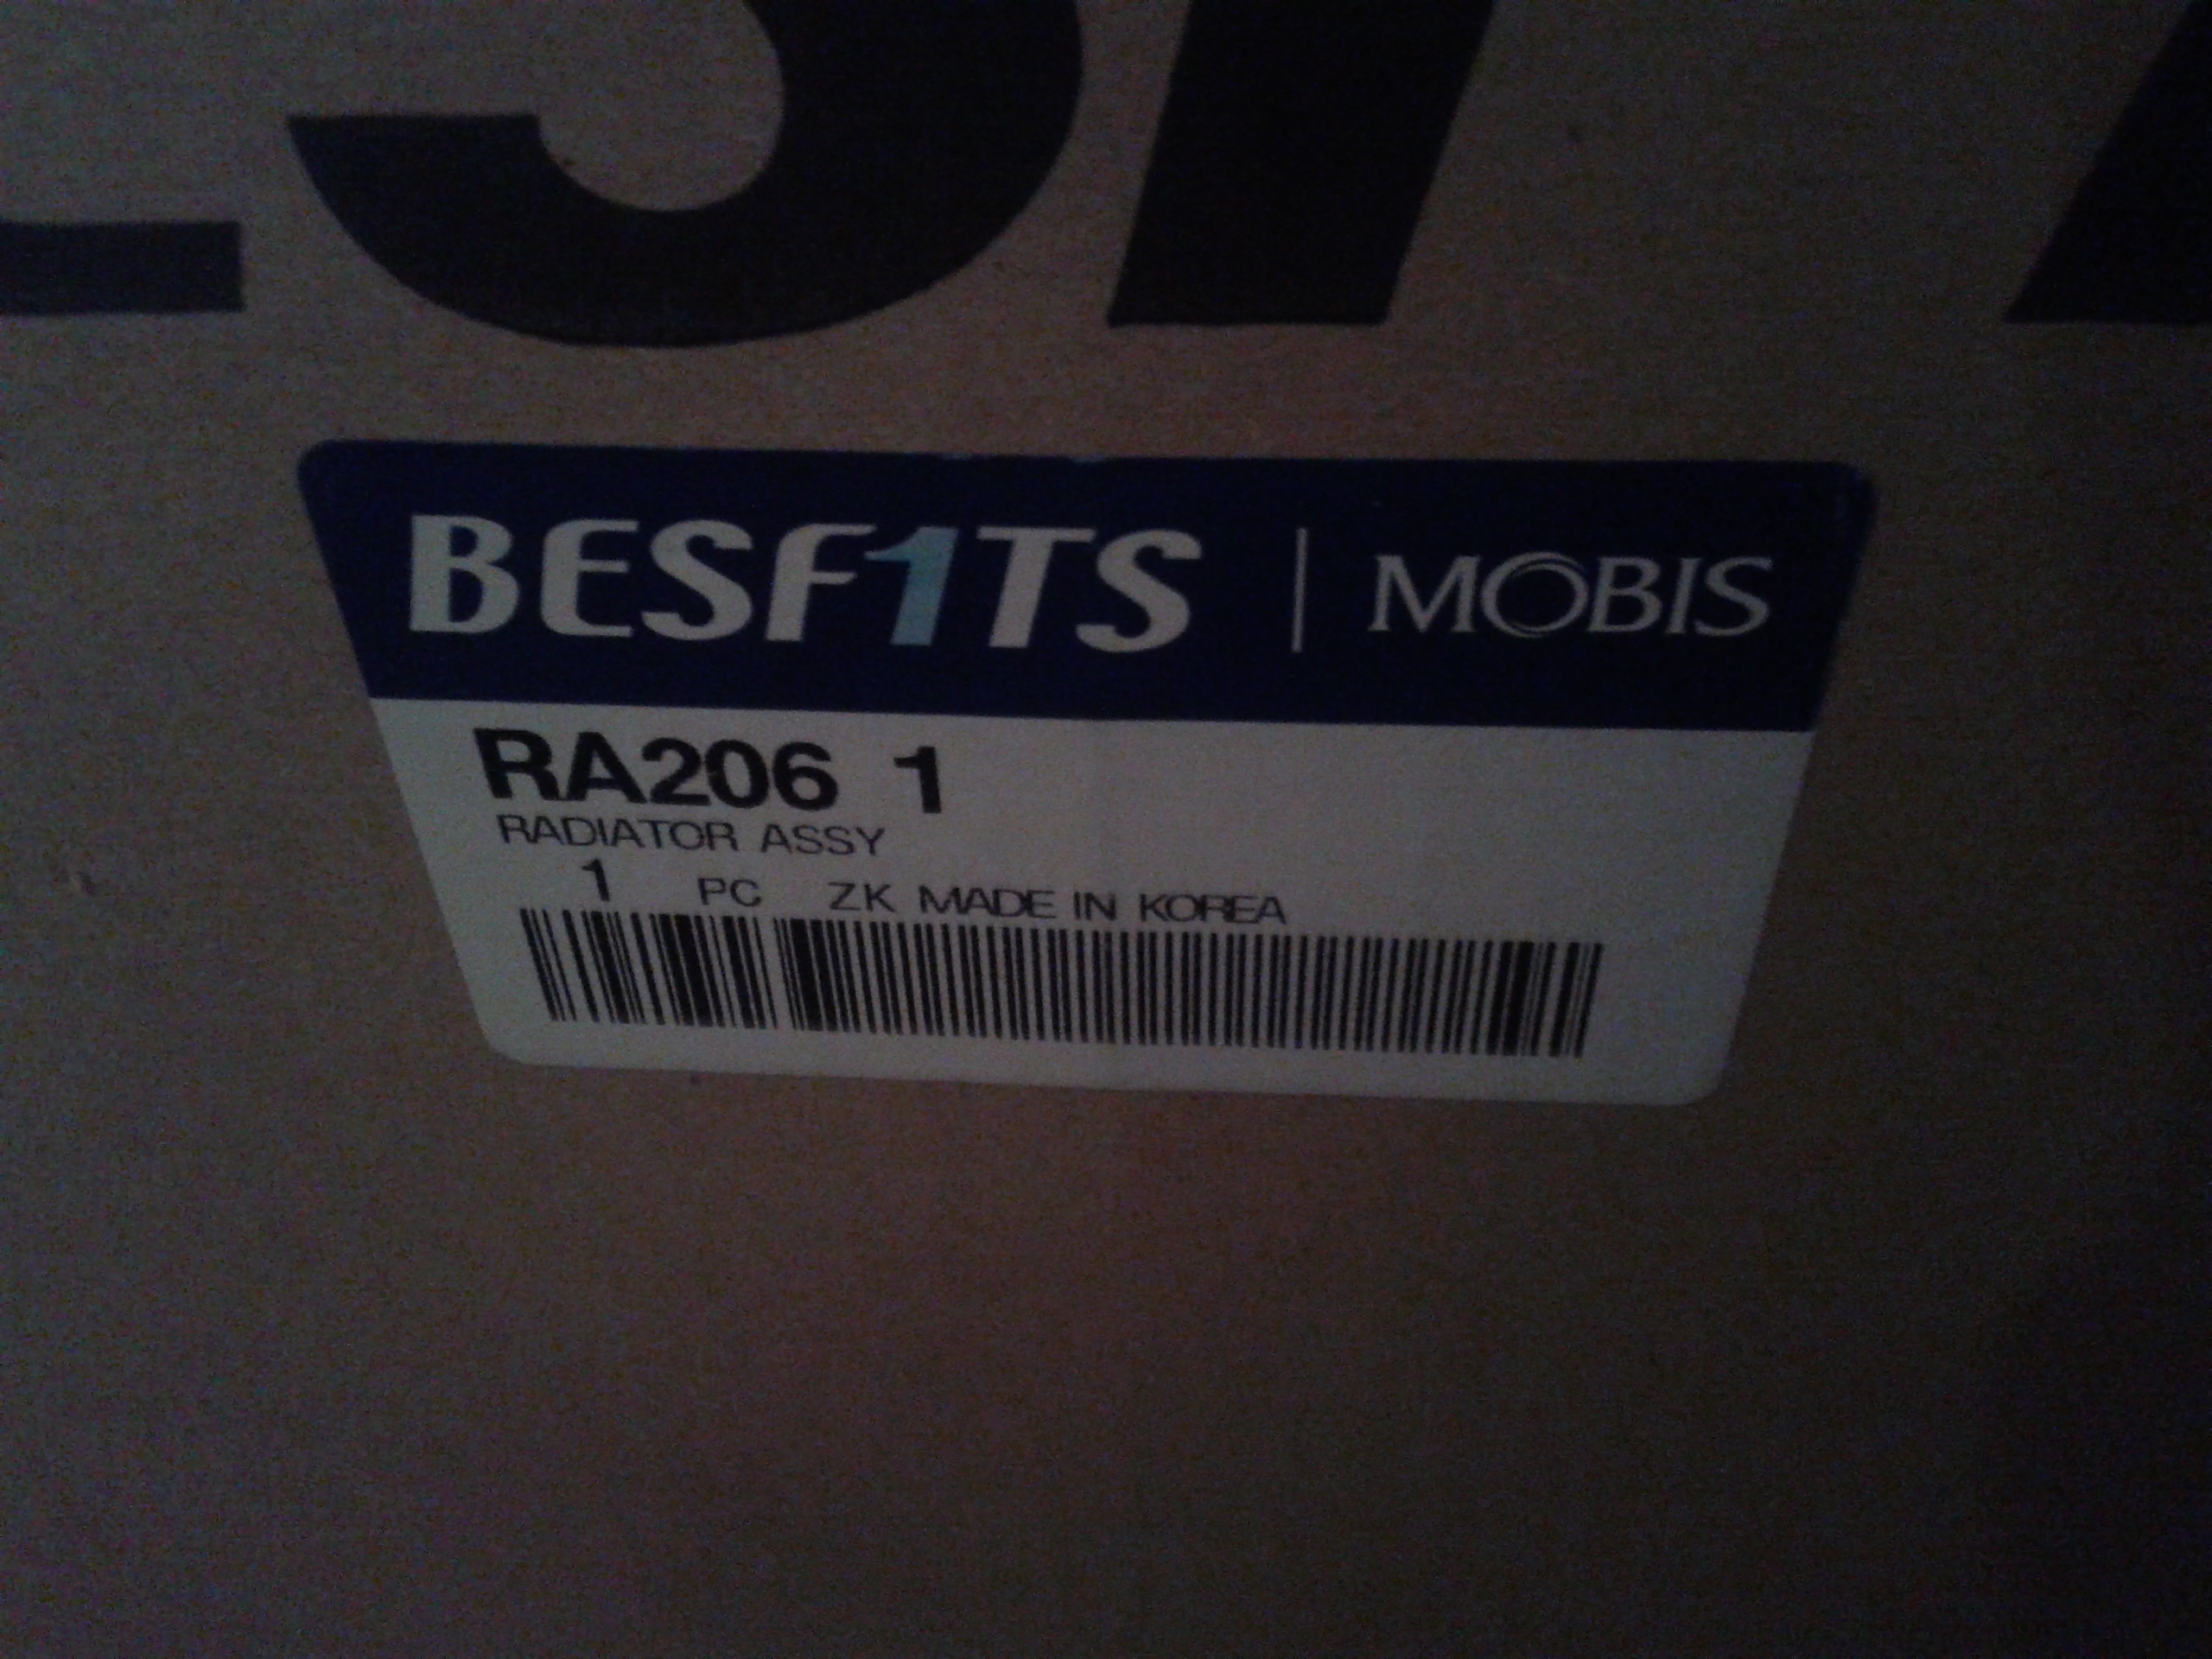 BESF1TS | MOBIS
RA206 1
RADIATOR ASSY
1 PC ZK MADE IN KOREA